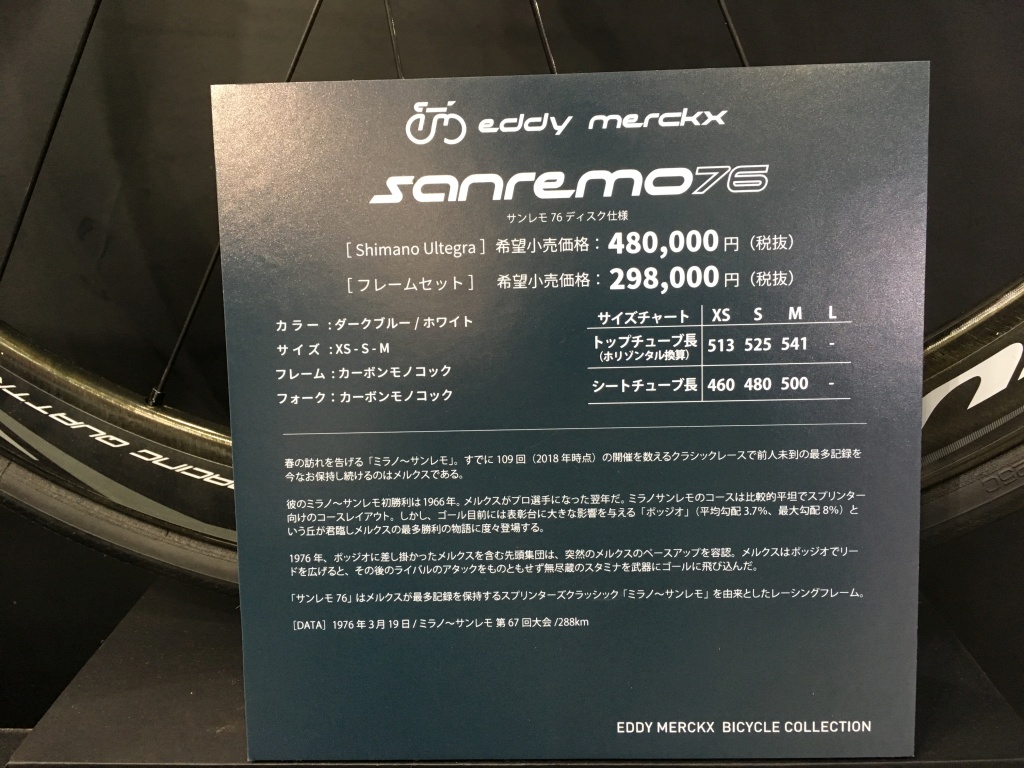 eddy merckx
sanremo76
サンレモ 76 ディスク仕様
[ Shimano Ultegra ] 希望小売価格：480,000 円（税抜）
[ フレームセット ] 希望小売価格：298,000 円（税抜）
カラー ：ダークブルー / ホワイト
サイズ ：XS - S - M
フレーム：カーボンモノコック
フォーク：カーボンモノコック
サイズチャート XS S M L
トップチューブ長 513 525 541 -
（ホリゾンタル換算）
シートチューブ長 460 480 500 -
春の訪れを告げる「ミラノ〜サンレモ」。すでに 109 回（2018 年時点）の開催を数えるクラシックレースで前人未到の最多記録を
今なお保持し続けるのはメルクスである。
彼のミラノ〜サンレモ初勝利は1966年。メルクスがプロ選手になった翌年だ。ミラノサンレモのコースは比較的平坦でスプリンター
向けのコースレイアウト。しかし、ゴール目前には表彰台に大きな影響を与える「ポッジオ」（平均勾配 3.7%、最大勾配 8%）と
いう丘が君臨しメルクスの最多勝利の物語に度々登場する。
1976 年、ポッジオに差し掛かったメルクスを含む先頭集団は、突然のメルクスのペースアップを容認。メルクスはポッジオでリー
ドを広げると、その後のライバルのアタックをものともせず無尽蔵のスタミナを武器にゴールに飛び込んだ。
「サンレモ 76」はメルクスが最多記録を保持するスプリンターズクラシック「ミラノ〜サンレモ」を由来としたレーシングフレーム。
［DATA］1976 年 3 月 19 日 / ミラノ〜サンレモ 第 67 回大会 /288km
EDDY MERCKX BICYCLE COLLECTION
RACING QUATTRO